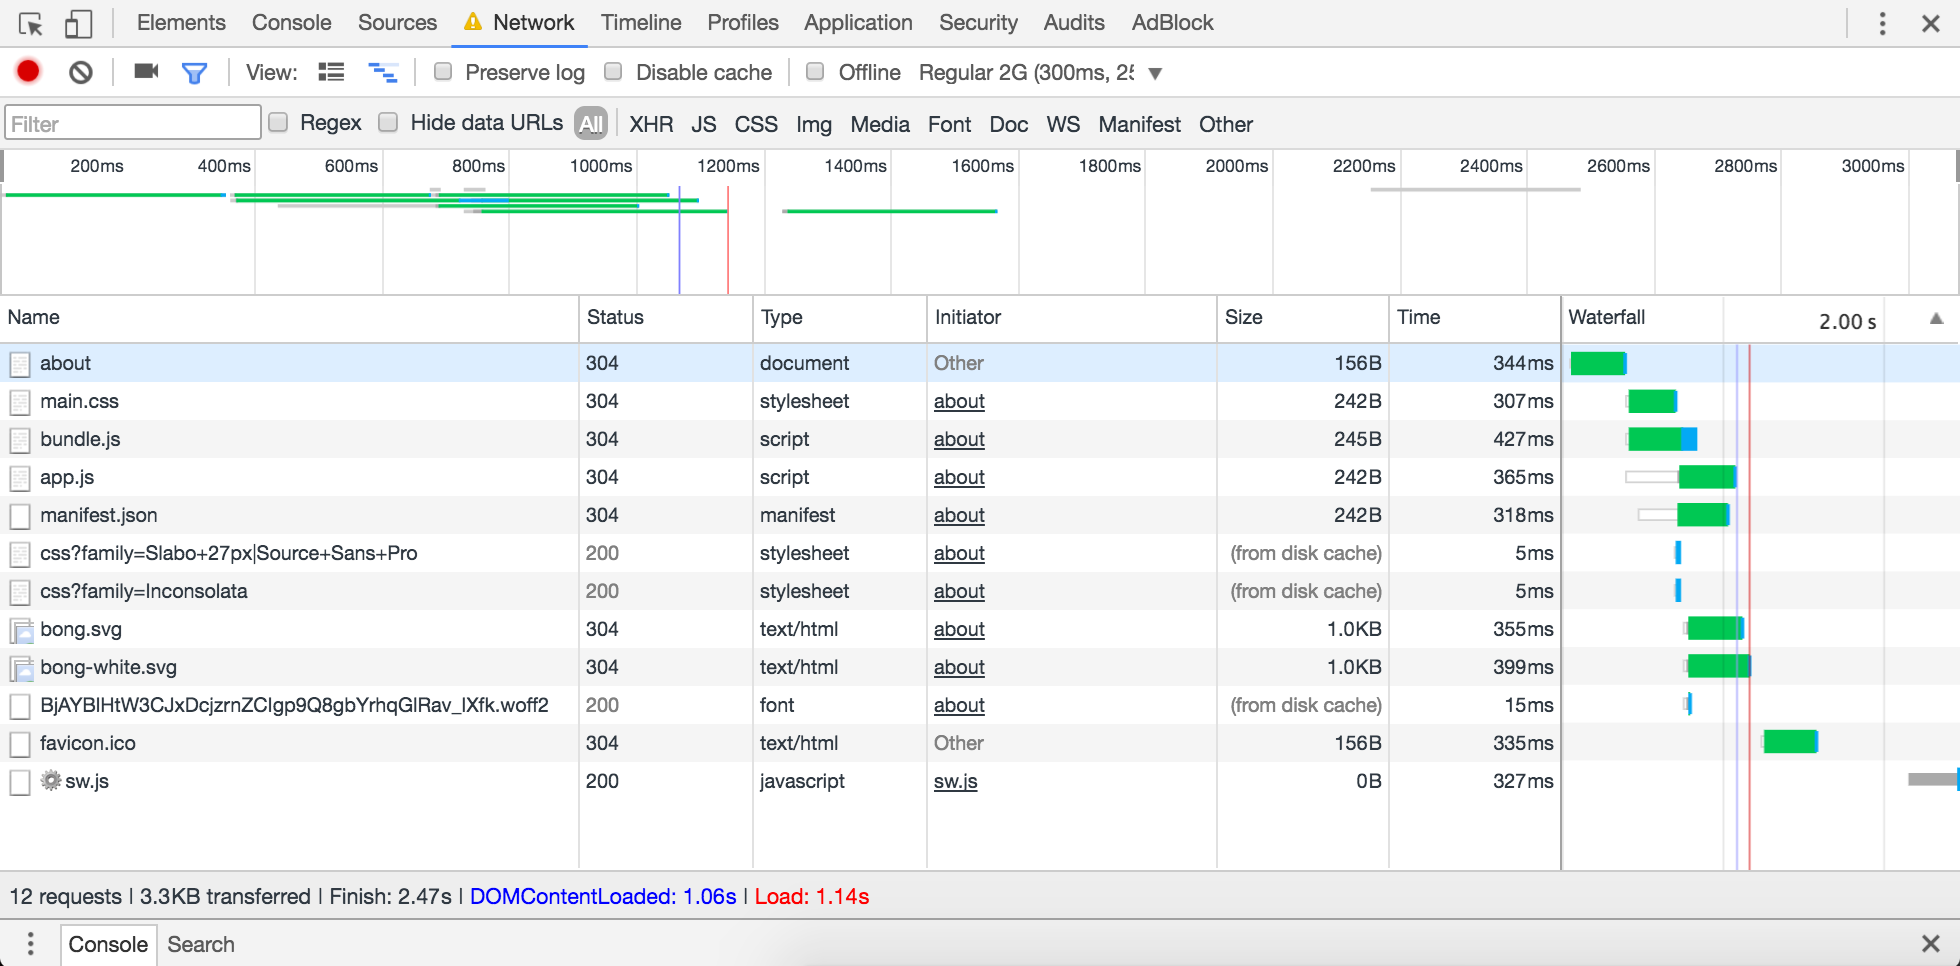 Elements Console Sources Network Timeline Profiles Application Security Audits AdBlock
View: Preserve log Disable cache Offline Regular 2G (300ms, 25
Filter Regex Hide data URLs All XHR JS CSS Img Media Font Doc WS Manifest Other
200ms 400ms 600ms 800ms 1000ms 1200ms 1400ms 1600ms 1800ms 2000ms 2200ms 2400ms 2600ms 2800ms 3000ms
Name Status Type Initiator Size Time Waterfall 2.00 s
about 304 document Other 156B 344ms
main.css 304 stylesheet about 242B 307ms
bundle.js 304 script about 245B 427ms
app.js 304 script about 242B 365ms
manifest.json 304 manifest about 242B 318ms
css?family=Slabo+27px|Source+Sans+Pro 200 stylesheet about (from disk cache) 5ms
css?family=Inconsolata 200 stylesheet about (from disk cache) 5ms
bong.svg 304 text/html about 1.0KB 355ms
bong-white.svg 304 text/html about 1.0KB 399ms
BjAYBlHtW3CJxDcjzrnZCIgp9Q8gbYrhqGlRav_IXfk.woff2 200 font about (from disk cache) 15ms
favicon.ico 304 text/html Other 156B 335ms
sw.js 200 javascript sw.js 0B 327ms
12 requests | 3.3KB transferred | Finish: 2.47s | DOMContentLoaded: 1.06s | Load: 1.14s
Console Search